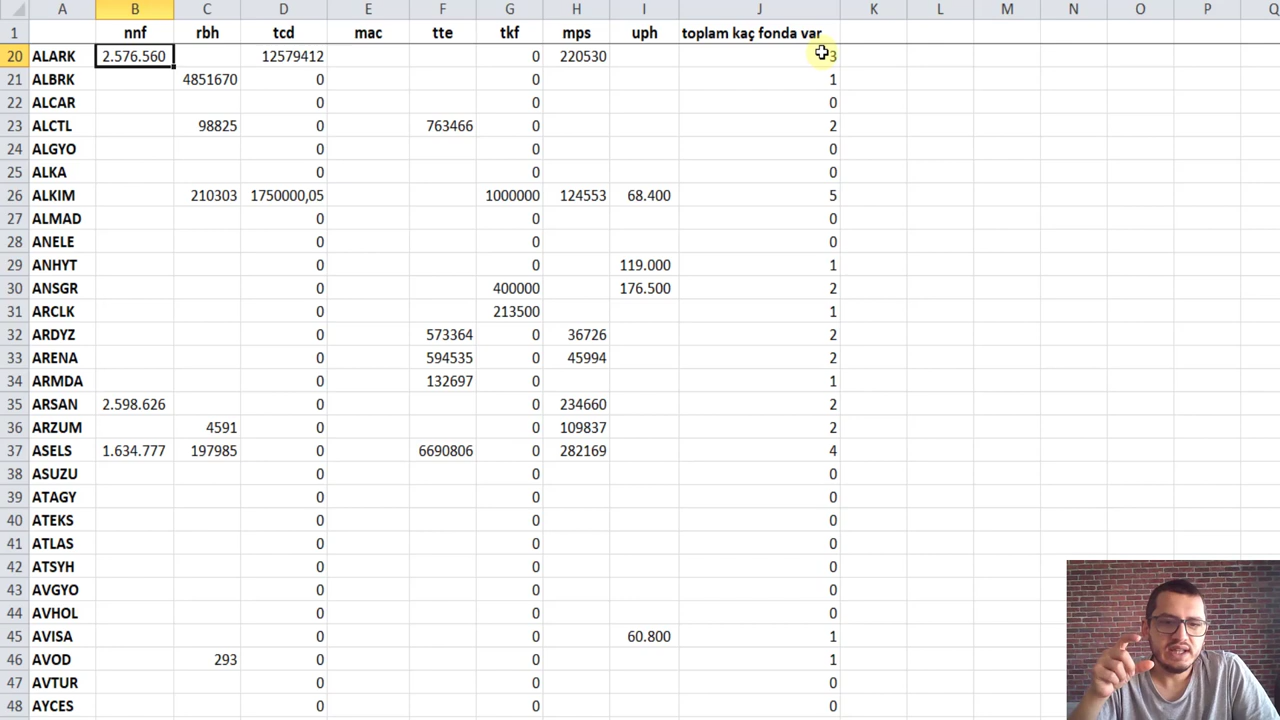 A B C D E F G H I J K L M N O P Q
1 nnf rbh tcd mac tte tkf mps uph toplam kaç fonda var
20 ALARK 2.576.560 12579412 0 220530 3
21 ALBRK 4851670 0 0 1
22 ALCAR 0 0 0
23 ALCTL 98825 0 763466 0 2
24 ALGYO 0 0 0
25 ALKA 0 0 0
26 ALKIM 210303 1750000,05 1000000 124553 68.400 5
27 ALMAD 0 0 0
28 ANELE 0 0 0
29 ANHYT 0 0 119.000 1
30 ANSGR 0 400000 176.500 2
31 ARCLK 0 213500 1
32 ARDYZ 0 573364 0 36726 2
33 ARENA 0 594535 0 45994 2
34 ARMDA 0 132697 0 1
35 ARSAN 2.598.626 0 0 234660 2
36 ARZUM 4591 0 0 109837 2
37 ASELS 1.634.777 197985 0 6690806 0 282169 4
38 ASUZU 0 0 0
39 ATAGY 0 0 0
40 ATEKS 0 0 0
41 ATLAS 0 0 0
42 ATSYH 0 0 0
43 AVGYO 0 0 0
44 AVHOL 0 0 0
45 AVISA 0 0 60.800 1
46 AVOD 293 0 0 1
47 AVTUR 0 0 0
48 AYCES 0 0 0